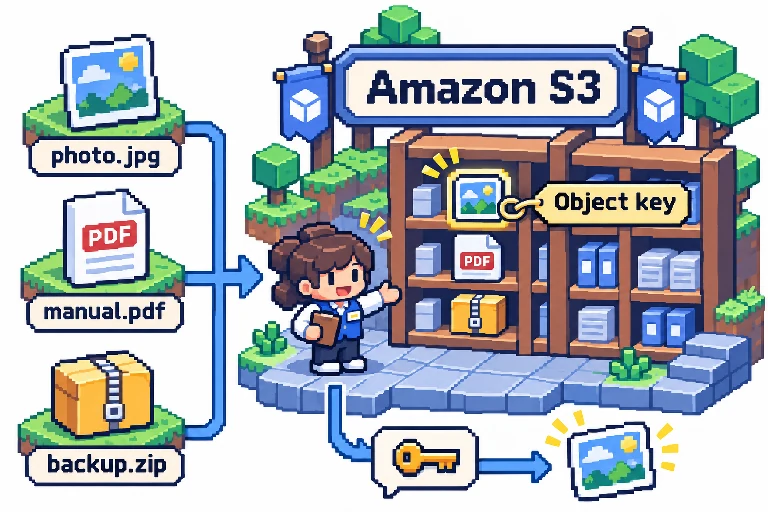 Amazon S3
photo.jpg
Object key
PDF
PDF
manual.pdf
backup.zip